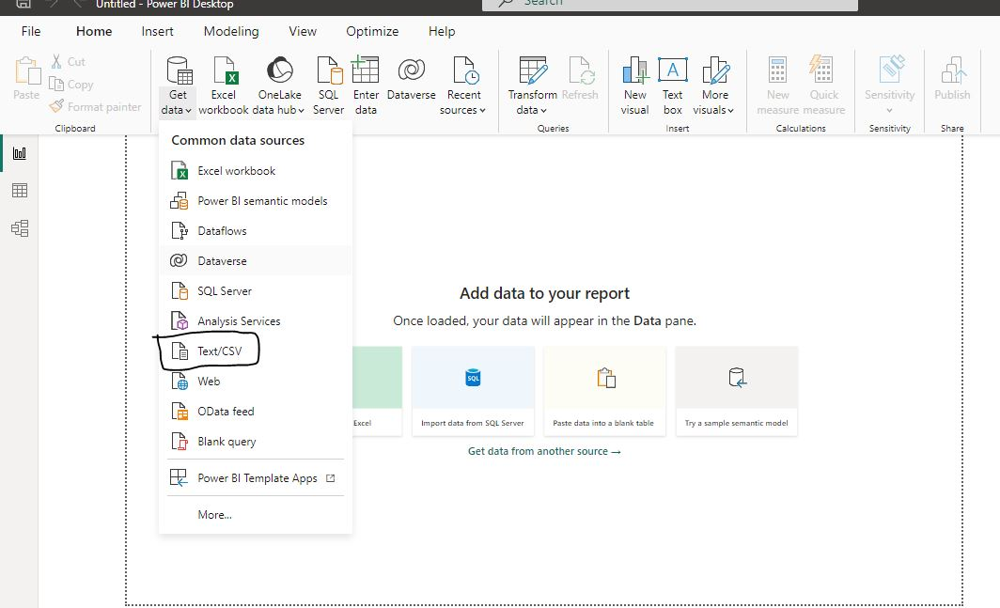 Untitled - Power BI Desktop
Search
File Home Insert Modeling View Optimize Help
Paste
Cut
Copy
Format painter
Clipboard
Get data
Excel workbook
OneLake data hub
SQL Server
Enter data
Dataverse
Recent sources
Transform data
Refresh
Queries
New visual
Text box
More visuals
Insert
New measure
Quick measure
Calculations
Sensitivity
Sensitivity
Publish
Share
Common data sources
Excel workbook
Power BI semantic models
Dataflows
Dataverse
SQL Server
Analysis Services
Text/CSV
Web
OData feed
Blank query
Power BI Template Apps
More...
Add data to your report
Once loaded, your data will appear in the Data pane.
Excel
SQL
Import data from SQL Server
Paste data into a blank table
Try a sample semantic model
Get data from another source →